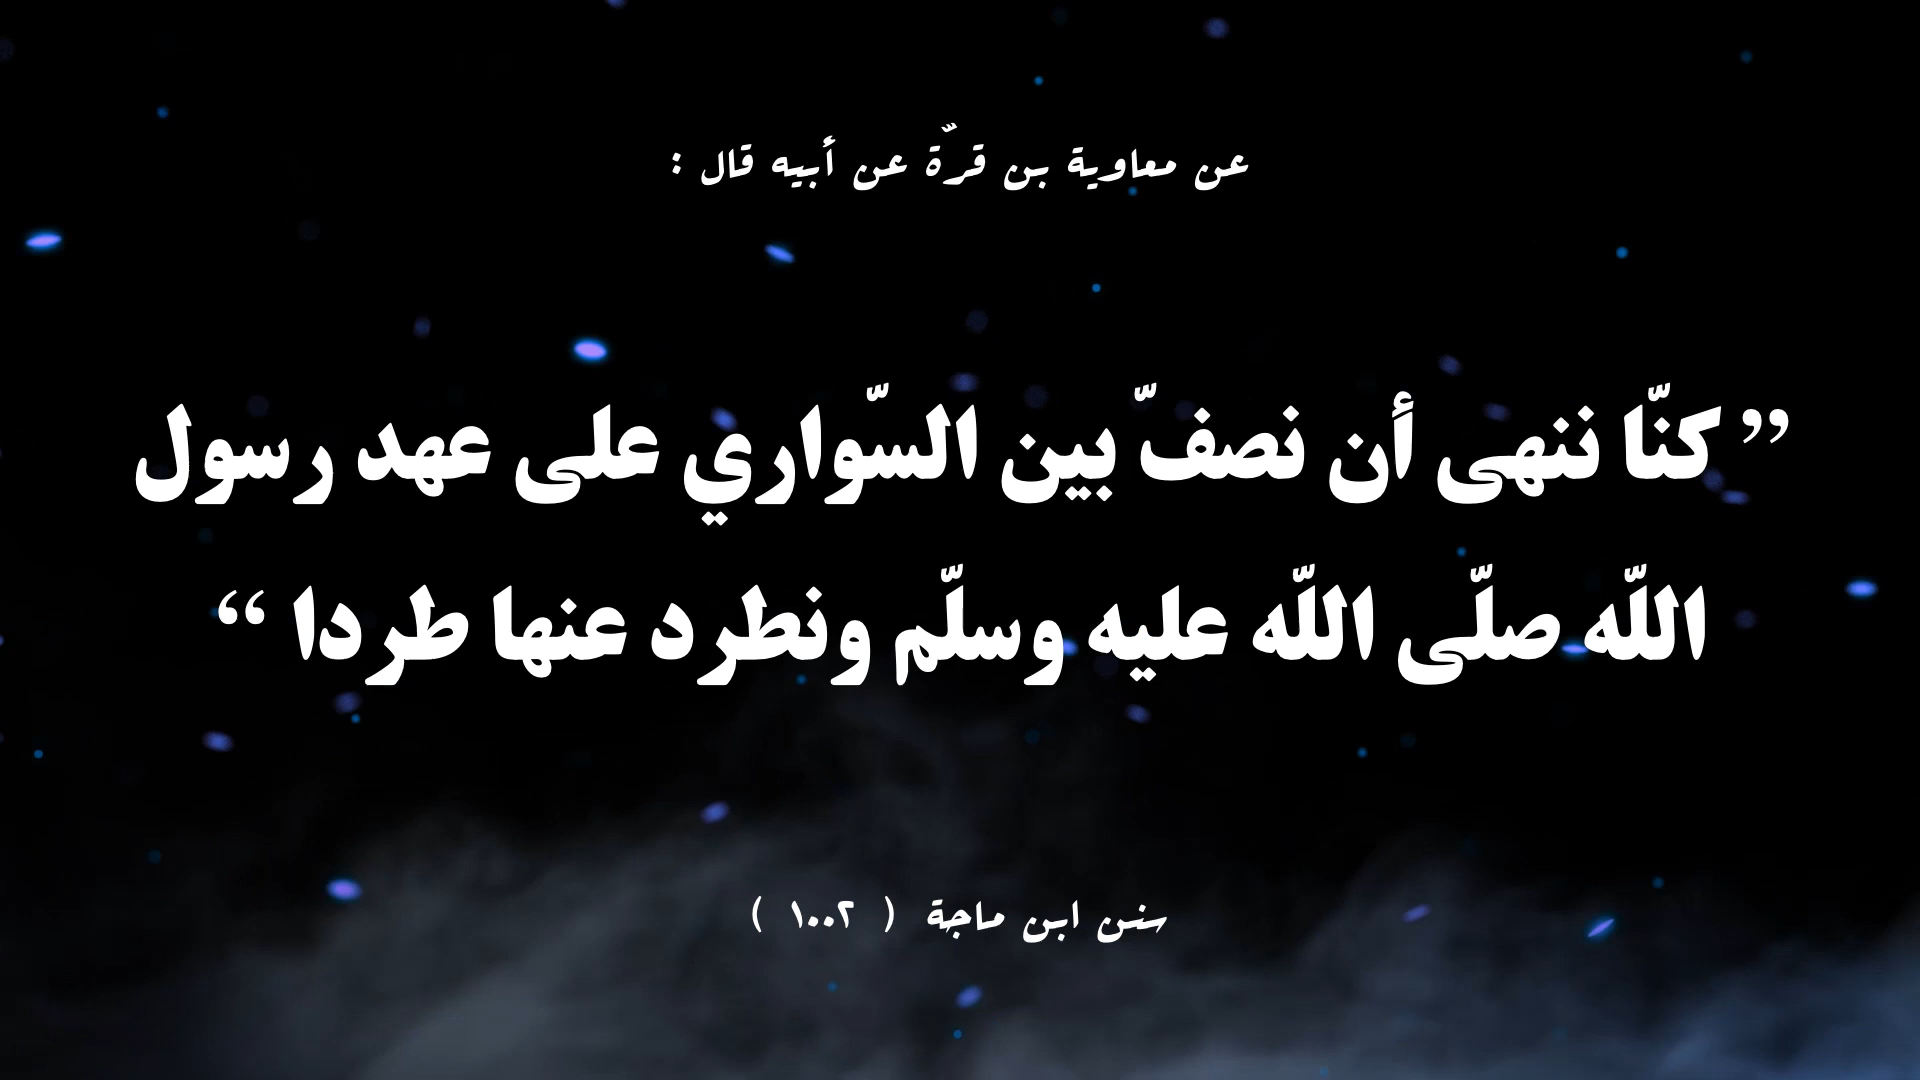 عن معاوية بن قرّة عن أبيه قال :
” كنّا ننهى أن نصفّ بين السّواري على عهد رسول
اللّه صلّى اللّه عليه وسلّم ونطرد عنها طردا “
سنن ابن ماجة ( ١٠٠٢ )